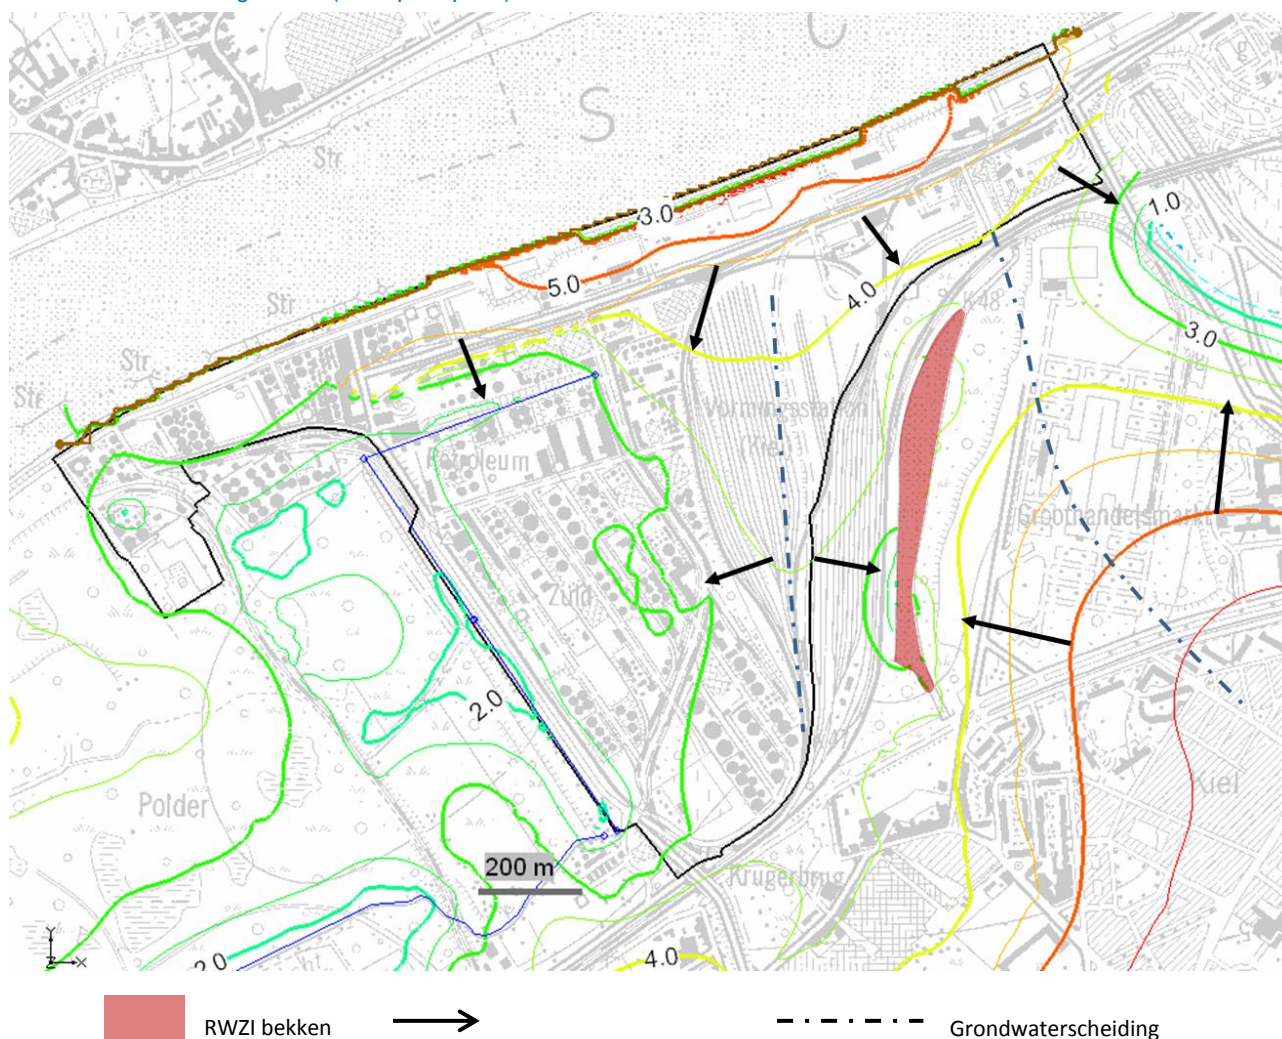 S
Str
3.0
S
g
S
1.0
5.0
Str
4.0
K48
3.0
Str
Str
Vormingsstation
Petroleum
Groothandelsmarkt
Zuid
2.0
Polder
Kiel
200 m
Krugerbrug
2.0
4.0
Y
Z
X
RWZI bekken
Grondwaterscheiding